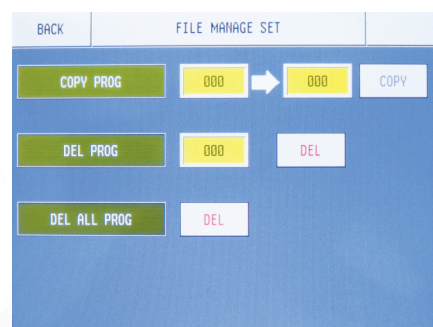 BACK FILE MANAGE SET
COPY PROG 000 000 COPY
DEL PROG 000 DEL
DEL ALL PROG DEL